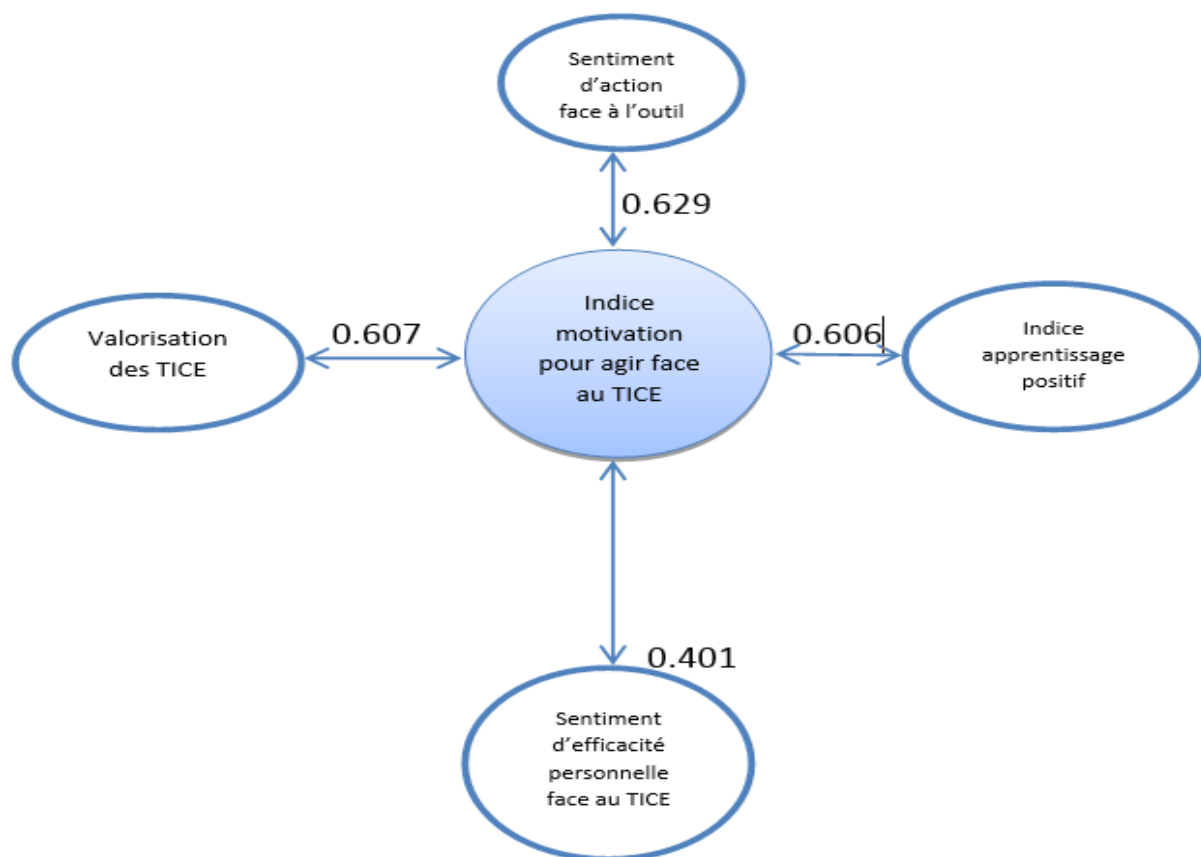 Sentiment
d’action
face à l’outil
0.629
Valorisation
des TICE
0.607
Indice
motivation
pour agir face
au TICE
0.606
Indice
apprentissage
positif
0.401
Sentiment
d’efficacité
personnelle
face au TICE